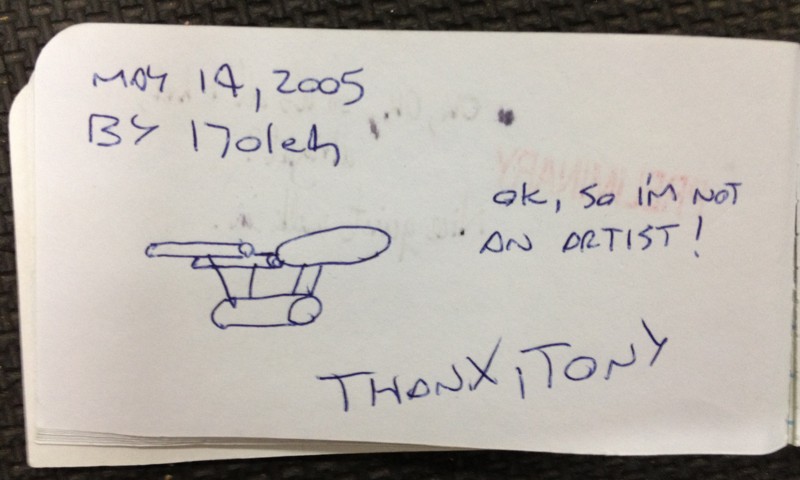 MAY 14, 2005
BY 170leh
OK, SO I'M NOT
AN ARTIST!
THANX, TONY